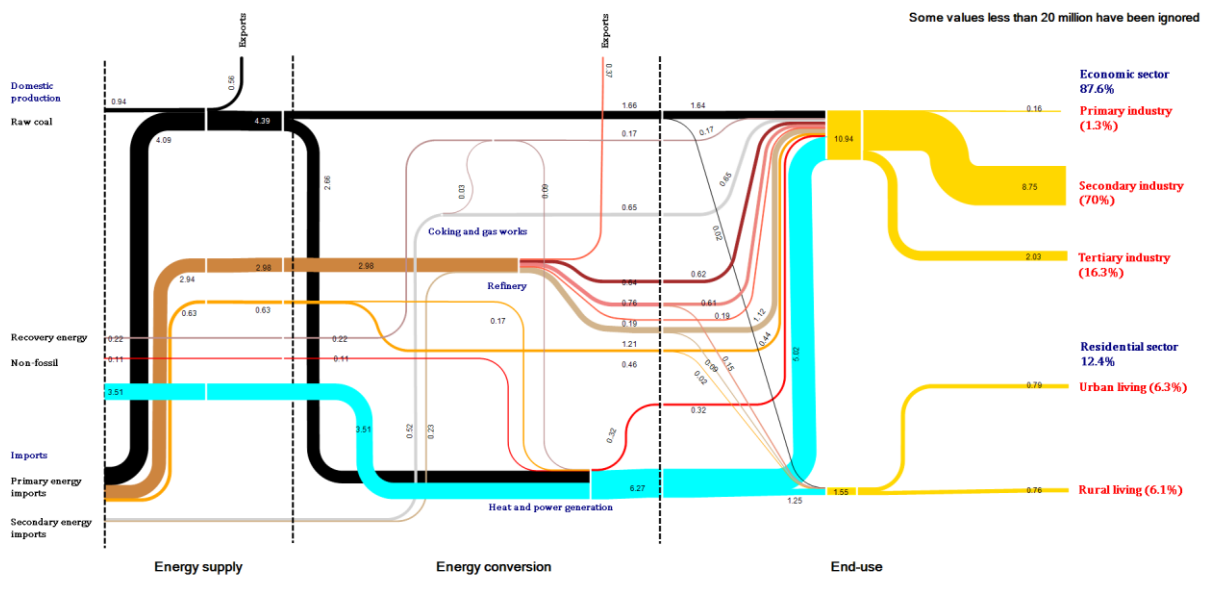 Some values less than 20 million have been ignored
Exports
Exports
Domestic
production
Raw coal
Recovery energy
Non-fossil
Imports
Primary energy
imports
Secondary energy
imports
0.94
0.56
4.09
4.39
2.98
2.94
0.63
0.63
0.22
0.11
3.51
2.66
2.98
0.22
0.11
3.51
0.52
0.23
0.03
0.09
Coking and gas works
Refinery
Heat and power generation
0.17
0.32
6.27
0.37
1.66
0.17
0.65
0.64
0.76
0.19
1.21
0.46
1.64
0.17
0.65
0.02
0.62
0.61
0.19
1.12
0.44
0.15
0.09
0.02
0.32
5.02
1.25
10.94
1.55
0.16
8.75
2.03
0.79
0.76
Economic sector
87.6%
Primary industry
(1.3%)
Secondary industry
(70%)
Tertiary industry
(16.3%)
Residential sector
12.4%
Urban living (6.3%)
Rural living (6.1%)
Energy supply
Energy conversion
End-use